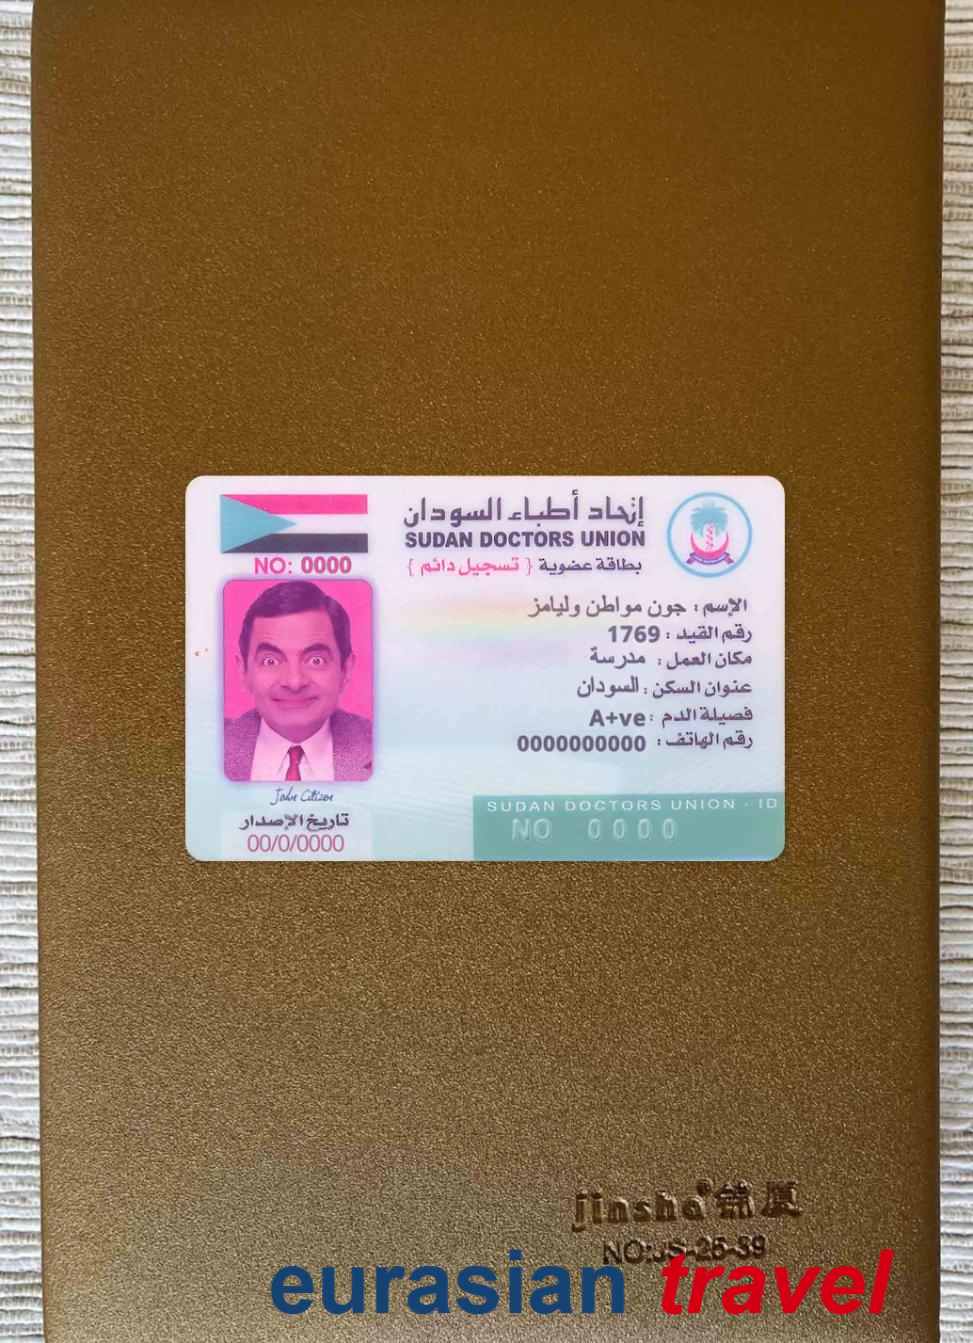 إتحاد أطباء السودان
SUDAN DOCTORS UNION
بطاقة عضوية { تسجيل دائم }
NO: 0000
الإسم : جون مواطن وليامز
رقم القيد : 1769
مكان العمل : مدرسة
عنوان السكن : السودان
فصيلة الدم : A+ve
رقم الهاتف : 0000000000
John Citizen
تاريخ الإصدار
00/0/0000
SUDAN DOCTORS UNION - ID
NO 0000
jinsha®
NO:JS-25-39
eurasian travel